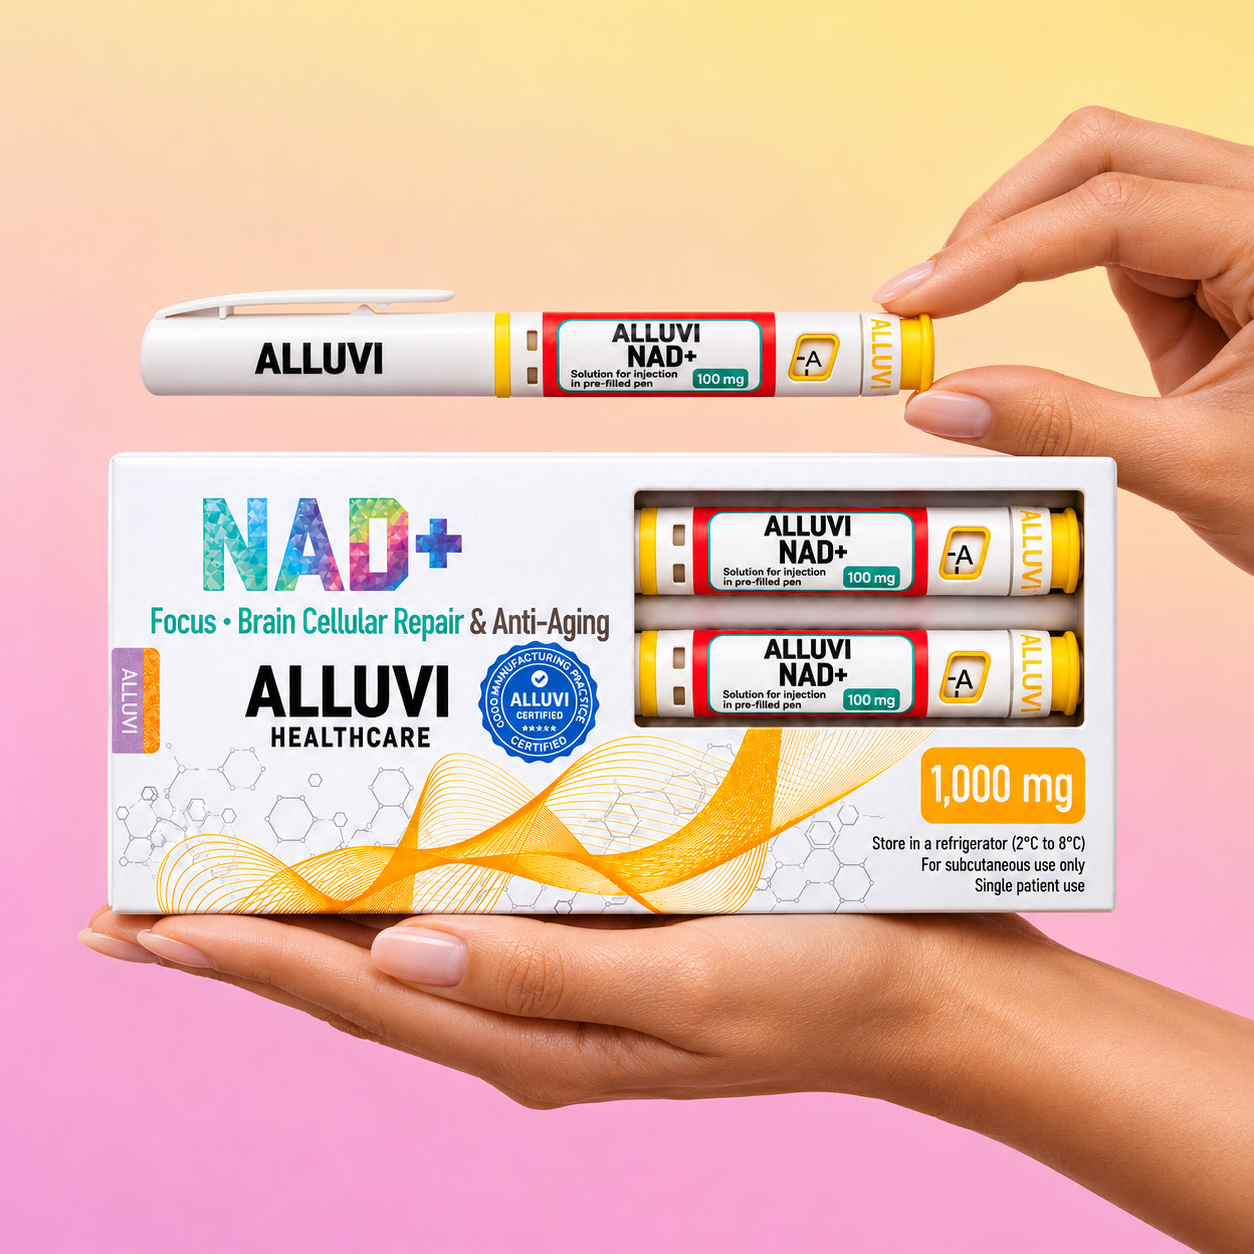 ALLUVI
ALLUVI
NAD+
Solution for injection
in pre-filled pen
100 mg
-A
ALLUVI
NAD+
Focus • Brain Cellular Repair & Anti-Aging
ALLUVI
HEALTHCARE
ALLUVI
GOOD MANUFACTURING PRACTICE
ALLUVI
CERTIFIED
CERTIFIED
ALLUVI
NAD+
Solution for injection
in pre-filled pen
100 mg
-A
ALLUVI
ALLUVI
NAD+
Solution for injection
in pre-filled pen
100 mg
-A
ALLUVI
1,000 mg
Store in a refrigerator (2°C to 8°C)
For subcutaneous use only
Single patient use